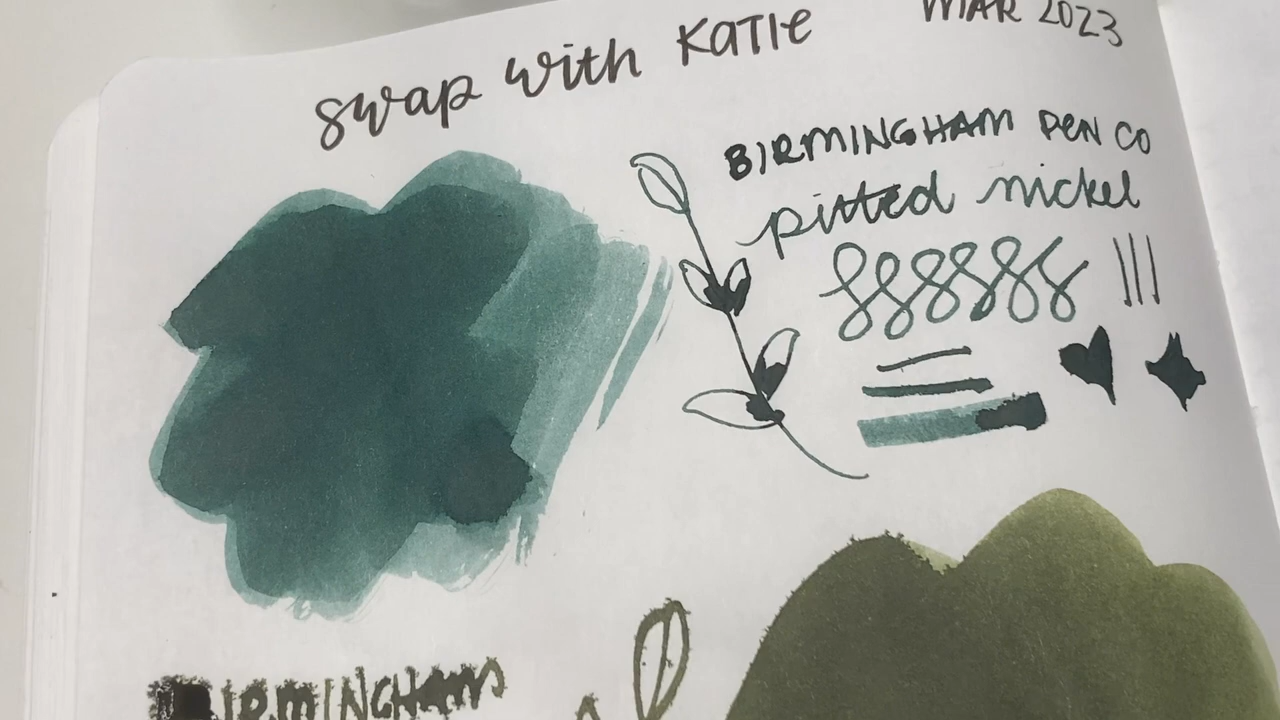 swap with KATIE
MAR 2023
BIRMINGHAM PEN CO
pitted nickel
BIRMINGHAM